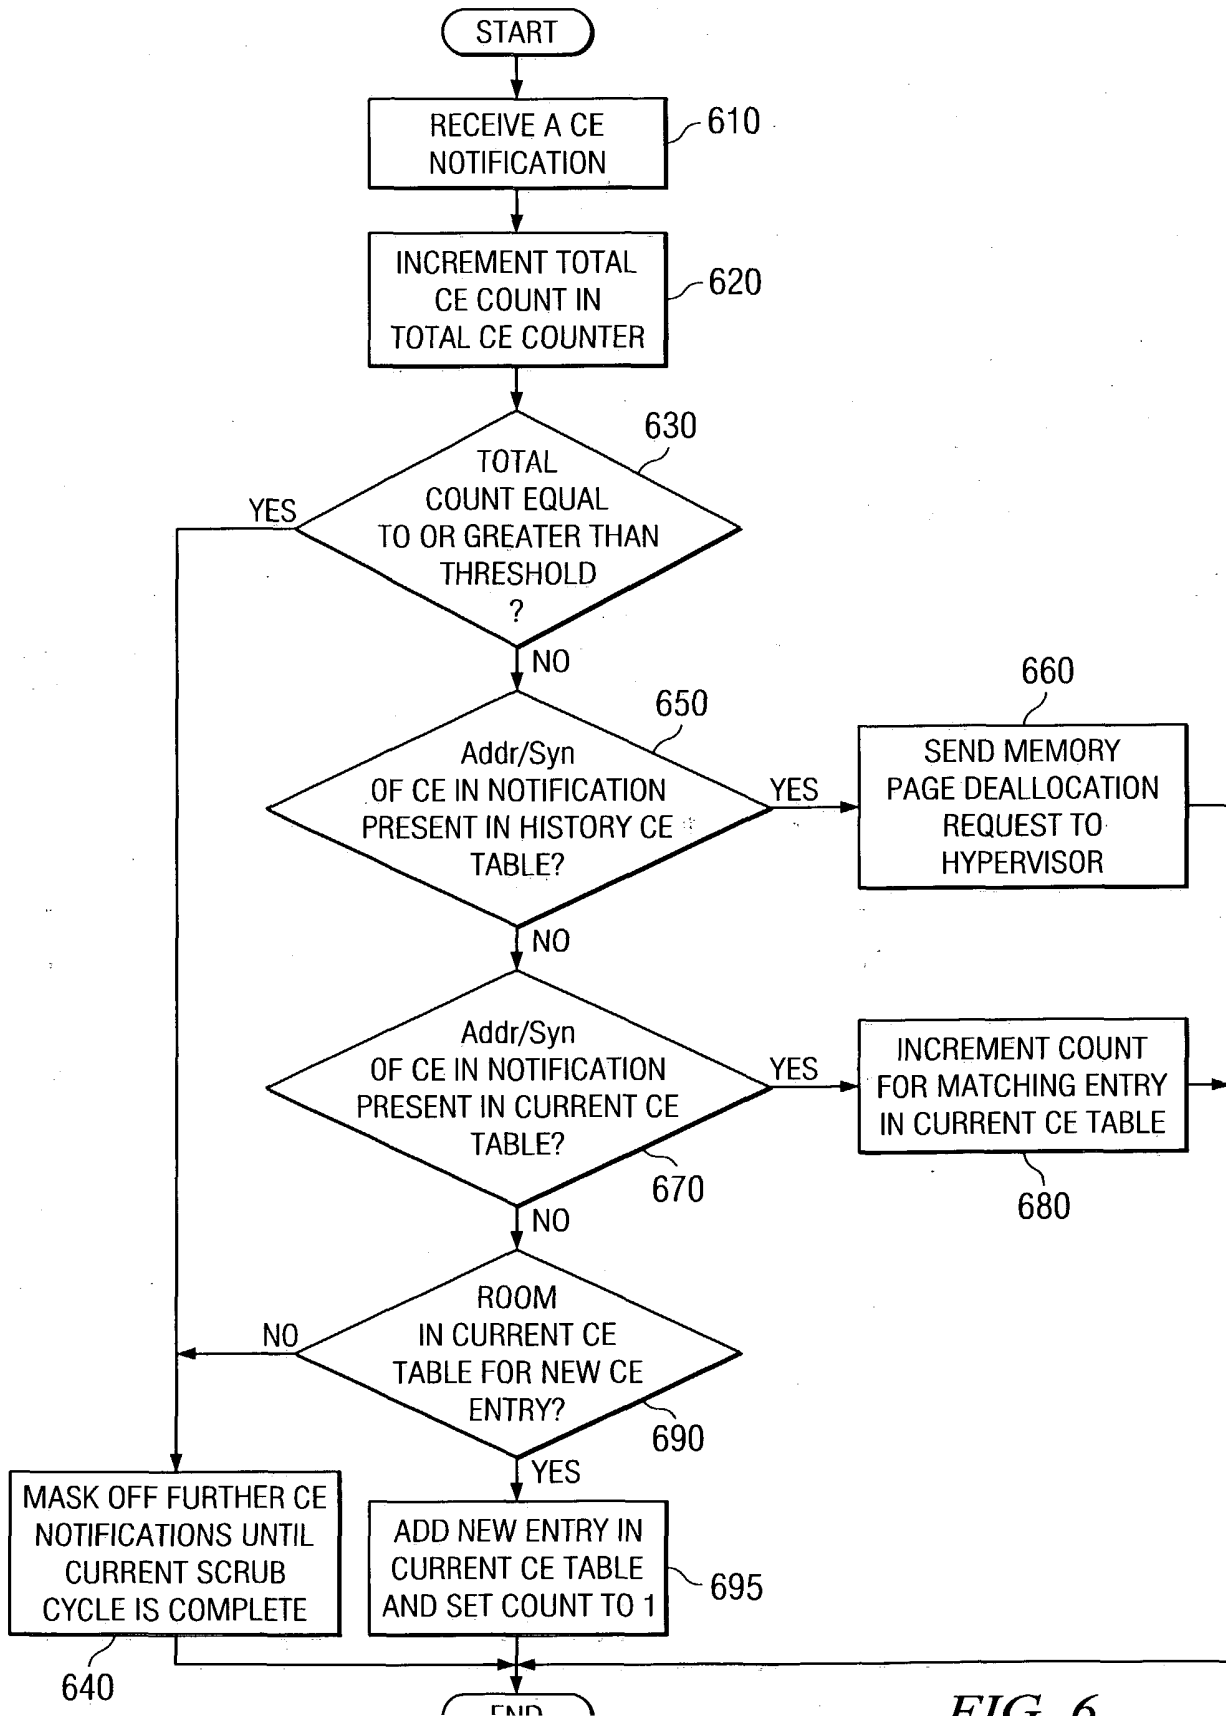 START
RECEIVE A CE
NOTIFICATION
610
INCREMENT TOTAL
CE COUNT IN
TOTAL CE COUNTER
620
630
TOTAL
COUNT EQUAL
TO OR GREATER THAN
THRESHOLD
?
YES
NO
650
Addr/Syn
OF CE IN NOTIFICATION
PRESENT IN HISTORY CE
TABLE?
YES
660
SEND MEMORY
PAGE DEALLOCATION
REQUEST TO
HYPERVISOR
NO
Addr/Syn
OF CE IN NOTIFICATION
PRESENT IN CURRENT CE
TABLE?
670
YES
INCREMENT COUNT
FOR MATCHING ENTRY
IN CURRENT CE TABLE
680
NO
ROOM
IN CURRENT CE
TABLE FOR NEW CE
ENTRY?
690
NO
YES
MASK OFF FURTHER CE
NOTIFICATIONS UNTIL
CURRENT SCRUB
CYCLE IS COMPLETE
640
ADD NEW ENTRY IN
CURRENT CE TABLE
AND SET COUNT TO 1
695
END
FIG. 6